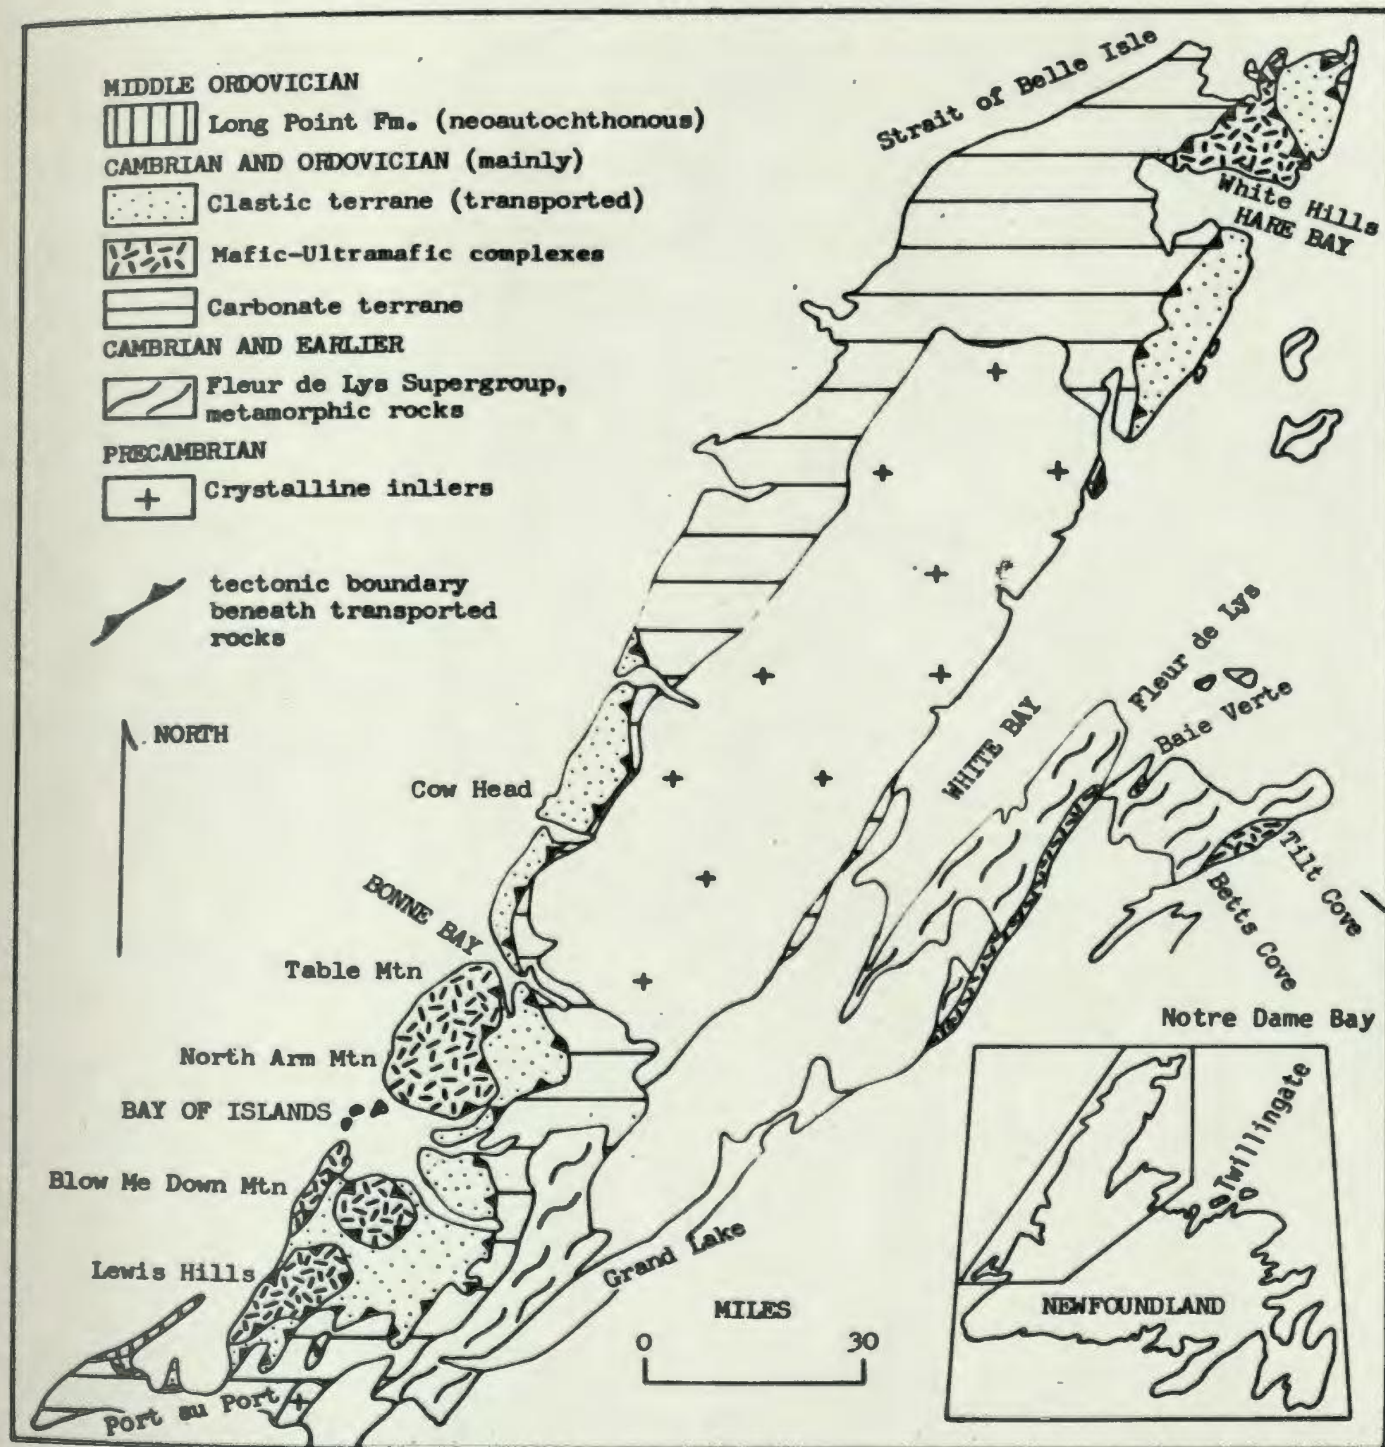 MIDDLE ORDOVICIAN
Long Point Fm. (neoautochthonous)
CAMBRIAN AND ORDOVICIAN (mainly)
Clastic terrane (transported)
Mafic-Ultramafic complexes
Carbonate terrane
CAMBRIAN AND EARLIER
Fleur de Lys Supergroup,
metamorphic rocks
PRECAMBRIAN
Crystalline inliers
tectonic boundary
beneath transported
rocks
NORTH
Strait of Belle Isle
White Hills
HARE BAY
Fleur de Lys
Baie Verte
WHITE BAY
Cow Head
Tilt Cove
Betts Cove
BONNE BAY
Table Mtn
Notre Dame Bay
North Arm Mtn
BAY OF ISLANDS
Blow Me Down Mtn
Twillingate
Lewis Hills
Grand Lake
MILES
0 30
NEWFOUNDLAND
Port au Port